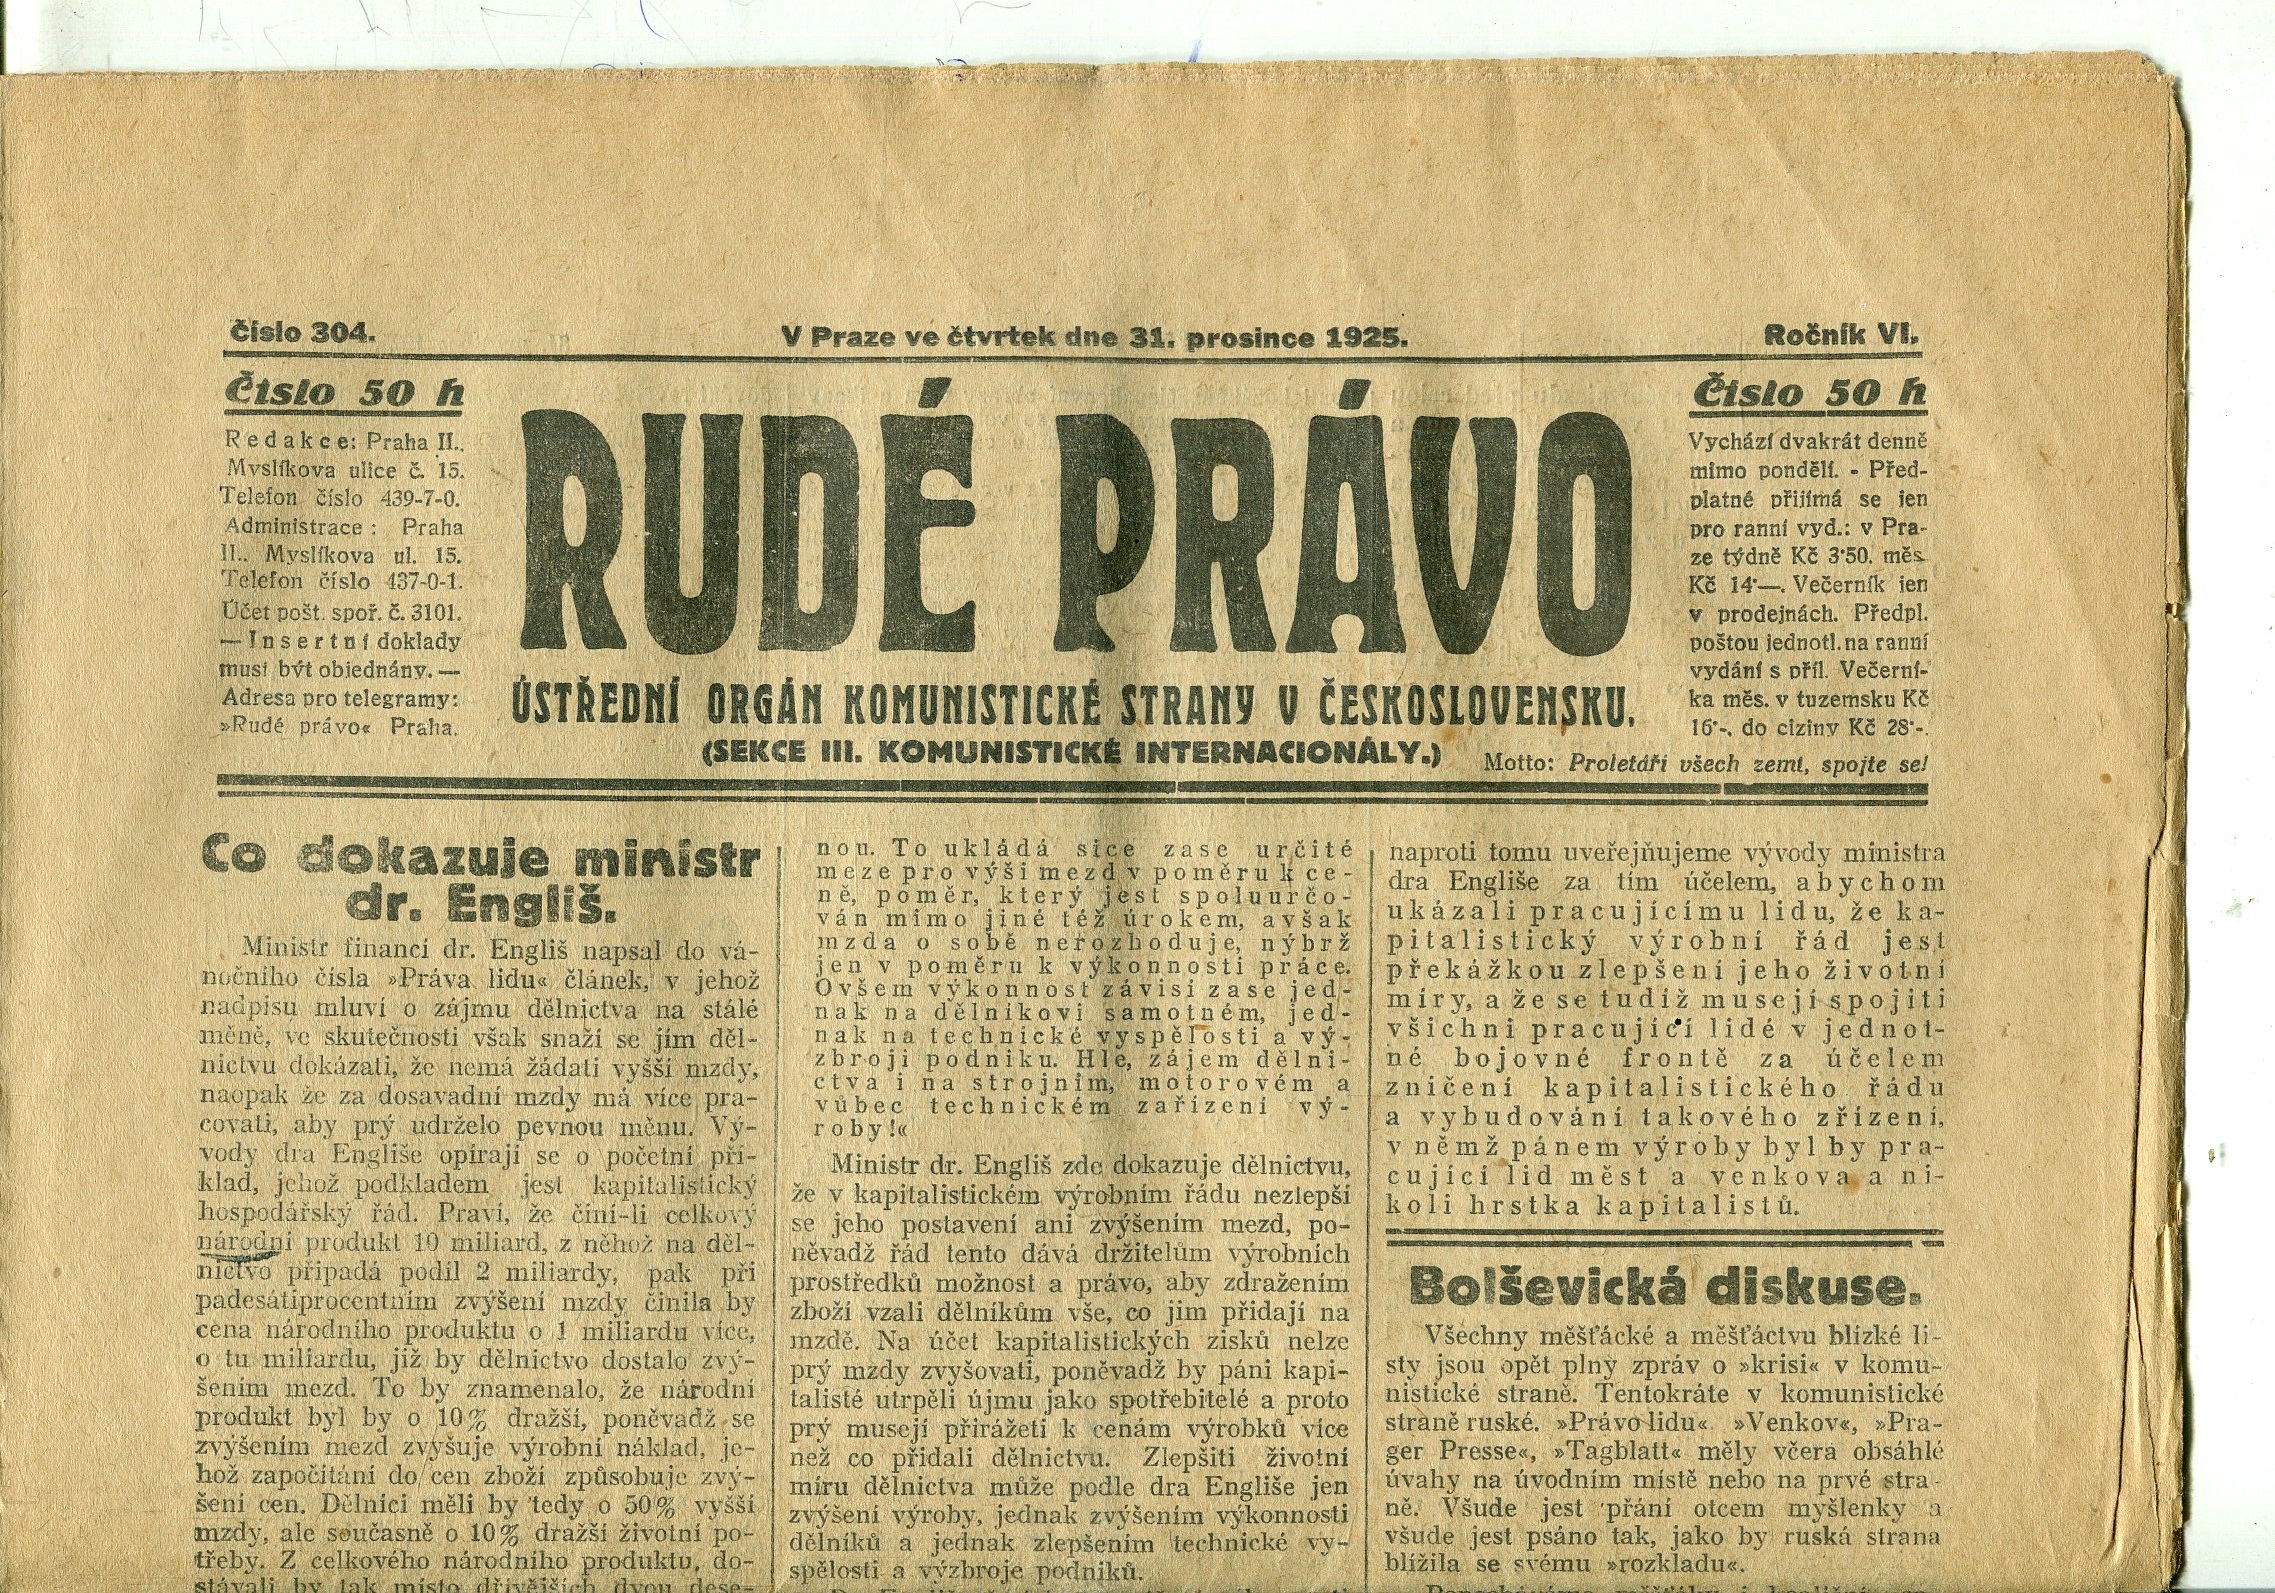 Číslo 304.
V Praze ve čtvrtek dne 31. prosince 1925.
Ročník VI.
Číslo 50 h
Redakce: Praha II.,
Myslíkova ulice č. 15.
Telefon číslo 439-7-0.
Administrace: Praha
II., Myslíkova ul. 15.
Telefon číslo 437-0-1.
Účet pošt. spoř. č. 3101.
— Insertní doklady
musí být objednány. —
Adresa pro telegramy:
»Rudé právo« Praha.
RUDÉ PRÁVO
ÚSTŘEDNÍ ORGÁN KOMUNISTICKÉ STRANY V ČESKOSLOVENSKU.
(SEKCE III. KOMUNISTICKÉ INTERNACIONÁLY.)
Motto: Proletáři všech zemí, spojte se!
Číslo 50 h
Vychází dvakrát denně
mimo pondělí. - Před-
platné přijímá se jen
pro ranní vyd.: v Pra-
ze týdně Kč 3·50, měs.
Kč 14·—. Večerník jen
v prodejnách. Předpl.
poštou jednotl. na ranní
vydání s příl. Večerní-
ka měs. v tuzemsku Kč
16·-, do ciziny Kč 28·-.
Co dokazuje ministr
dr. Engliš.
Ministr financí dr. Engliš napsal do vá-
nočního čísla »Práva lidu« článek, v jehož
nadpisu mluví o zájmu dělnictva na stálé
měně, ve skutečnosti však snaží se jím děl-
nictvu dokázati, že nemá žádati vyšší mzdy,
naopak že za dosavadní mzdy má více pra-
covati, aby prý udrželo pevnou měnu. Vý-
vody dra Engliše opírají se o početní pří-
klad, jehož podkladem jest kapitalistický
hospodářský řád. Praví, že činí-li celkový
národní produkt 10 miliard, z něhož na děl-
nictvo připadá podíl 2 miliardy, pak při
padesátiprocentním zvýšení mzdy činila by
cena národního produktu o 1 miliardu více,
o tu miliardu, již by dělnictvo dostalo zvý-
šením mezd. To by znamenalo, že národní
produkt byl by o 10% dražší, poněvadž se
zvýšením mezd zvyšuje výrobní náklad, je-
hož započítání do cen zboží způsobuje zvý-
šení cen. Dělníci měli by tedy o 50% vyšší
mzdy, ale současně o 10% dražší životní po-
třeby. Z celkového národního produktu, do-
stávali by tak místo dřívějších dvou dese-
nou. To ukládá sice zase určité
meze pro výši mezd v poměru k ce-
ně, poměr, který jest spoluurčo-
ván mimo jiné též úrokem, avšak
mzda o sobě nerozhoduje, nýbrž
jen v poměru k výkonnosti práce.
Ovšem výkonnost závisí zase jed-
nak na dělníkovi samotném, jed-
nak na technické vyspělosti a vý-
zbroji podniku. Hle, zájem dělni-
ctva i na strojním, motorovém a
vůbec technickém zařízení vý-
roby!«
Ministr dr. Engliš zde dokazuje dělnictvu,
že v kapitalistickém výrobním řádu nezlepší
se jeho postavení ani zvýšením mezd, po-
něvadž řád tento dává držitelům výrobních
prostředků možnost a právo, aby zdražením
zboží vzali dělníkům vše, co jim přidají na
mzdě. Na účet kapitalistických zisků nelze
prý mzdy zvyšovati, poněvadž by páni kapi-
talisté utrpěli újmu jako spotřebitelé a proto
prý musejí přirážeti k cenám výrobků více
než co přidali dělnictvu. Zlepšiti životní
míru dělnictva může podle dra Engliše jen
zvýšení výroby, jednak zvýšením výkonnosti
dělníků a jednak zlepšením technické vy-
spělosti a výzbroje podniků.
naproti tomu uveřejňujeme vývody ministra
dra Engliše za tím účelem, abychom
ukázali pracujícímu lidu, že ka-
pitalistický výrobní řád jest
překážkou zlepšení jeho životní
míry, a že se tudíž musejí spojiti
všichni pracující lidé v jednot-
né bojovné frontě za účelem
zničení kapitalistického řádu
a vybudování takového zřízení,
v němž pánem výroby byl by pra-
cující lid měst a venkova a ni-
koli hrstka kapitalistů.
Bolševická diskuse.
Všechny měšťácké a měšťáctvu blízké li-
sty jsou opět plny zpráv o »krisi« v komu-
nistické straně. Tentokráte v komunistické
straně ruské. »Právo lidu«, »Venkov«, »Pra-
ger Presse«, »Tagblatt« měly včera obsáhlé
úvahy na úvodním místě nebo na prvé stra-
ně. Všude jest přání otcem myšlenky a
všude jest psáno tak, jako by ruská strana
blížila se svému »rozkladu«.